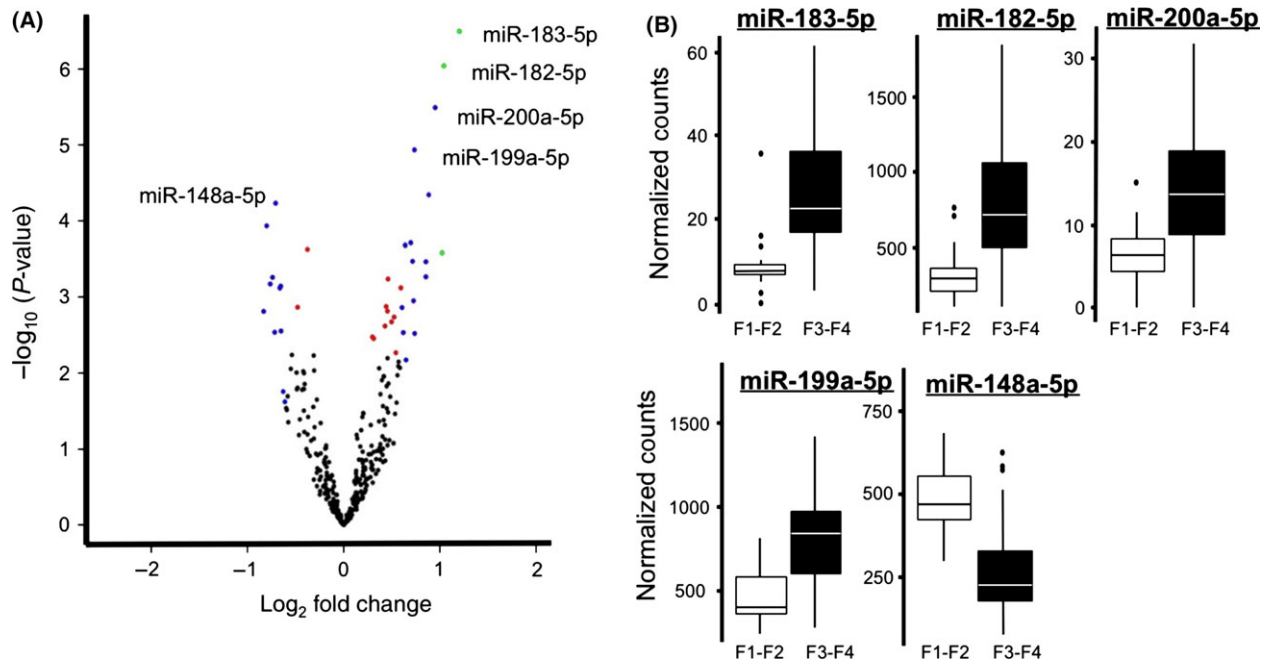 (A)
miR-183-5p
miR-182-5p
miR-200a-5p
miR-199a-5p
miR-148a-5p
–log10 (P-value)
6
5
4
3
2
1
0
–2 –1 0 1 2
Log2 fold change
(B)
miR-183-5p
Normalized counts
60
40
20
0
F1-F2 F3-F4
miR-182-5p
1500
1000
500
F1-F2 F3-F4
miR-200a-5p
30
20
10
0
F1-F2 F3-F4
miR-199a-5p
Normalized counts
1500
1000
500
F1-F2 F3-F4
miR-148a-5p
750
500
250
F1-F2 F3-F4